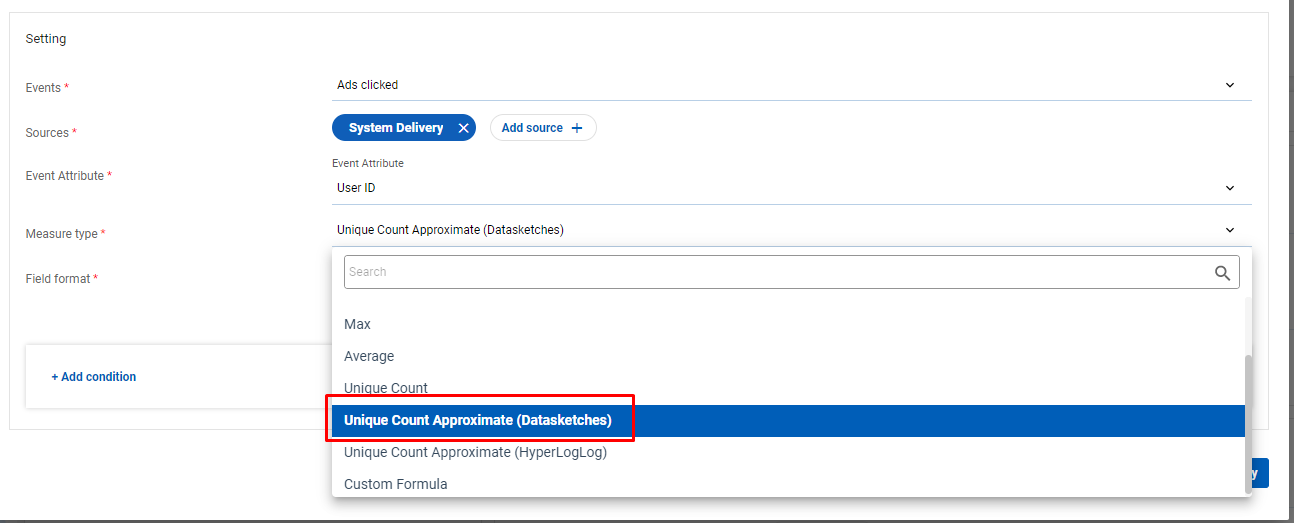 Setting
Events *
Ads clicked
Sources *
System Delivery
Add source +
Event Attribute
Event Attribute *
User ID
Measure type *
Unique Count Approximate (Datasketches)
Field format *
Search
Max
Average
+ Add condition
Unique Count
Unique Count Approximate (Datasketches)
Unique Count Approximate (HyperLogLog)
Custom Formula